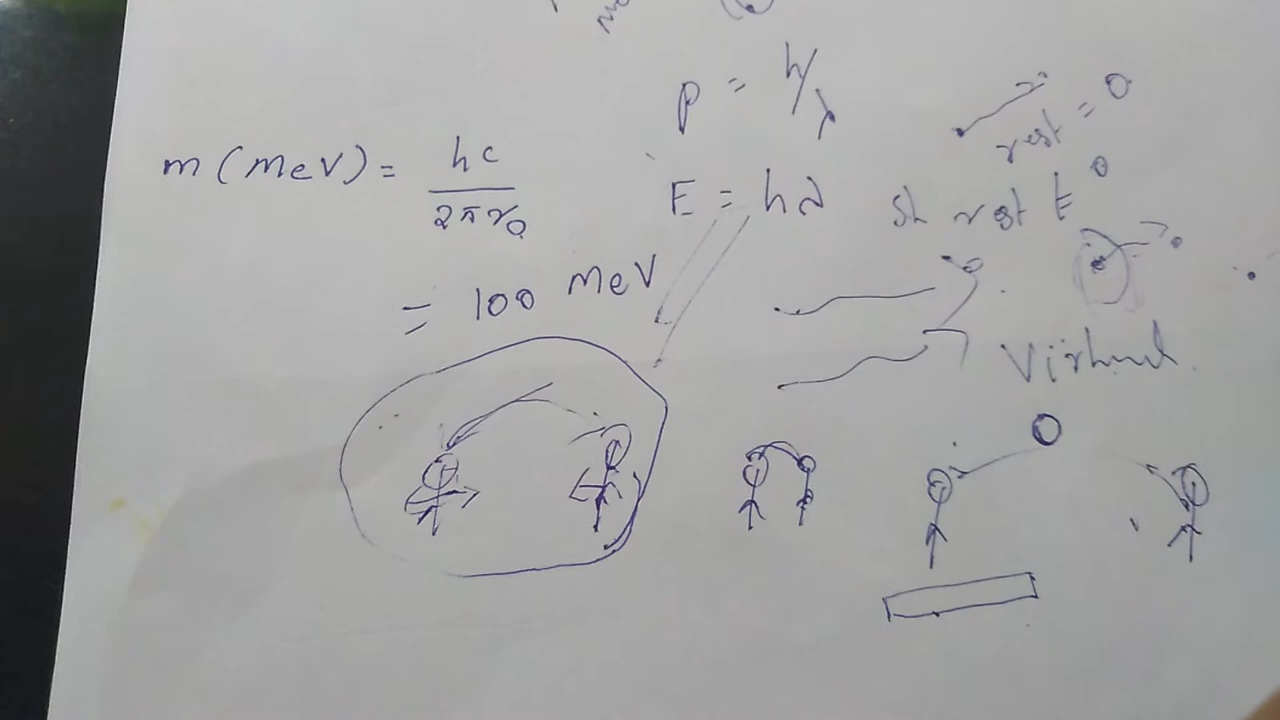 p = h/λ
rest = 0
m (MeV) = hc / 2πr₀
E = hν
rest
= 100 MeV
Virtual